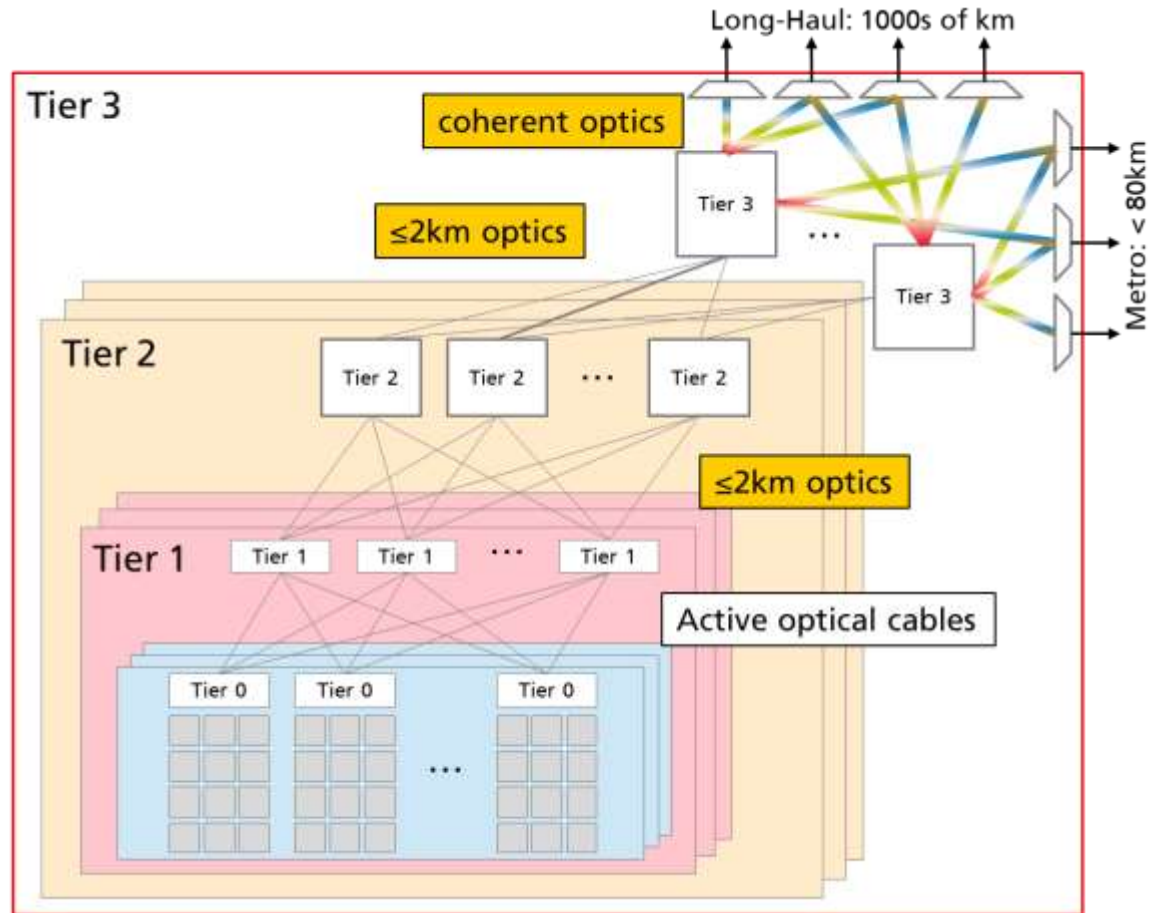 Long-Haul: 1000s of km
Tier 3
coherent optics
Tier 3
≤2km optics
...
Tier 3
Metro: < 80km
Tier 2
Tier 2
Tier 2
...
Tier 2
≤2km optics
Tier 1
Tier 1
Tier 1
...
Tier 1
Active optical cables
Tier 0
Tier 0
Tier 0
...